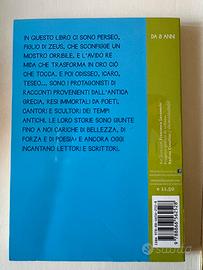 DA 8 ANNI
IN QUESTO LIBRO CI SONO PERSEO,
FIGLIO DI ZEUS, CHE SCONFIGGE UN
MOSTRO ORRIBILE, E L'AVIDO RE
MIDA CHE TRASFORMA IN ORO CIÒ
CHE TOCCA. E POI ODISSEO, ICARO,
TESEO... SONO I PROTAGONISTI DI
RACCONTI PROVENIENTI DALL'ANTICA
GRECIA, RESI IMMORTALI DA POETI,
CANTORI E SCULTORI DEI TEMPI
ANTICHI. LE LORO STORIE SONO GIUNTE
FINO A NOI CARICHE DI BELLEZZA, DI
FORZA E DI POESIA: E ANCORA OGGI
INCANTANO LETTORI E SCRITTORI.
subito